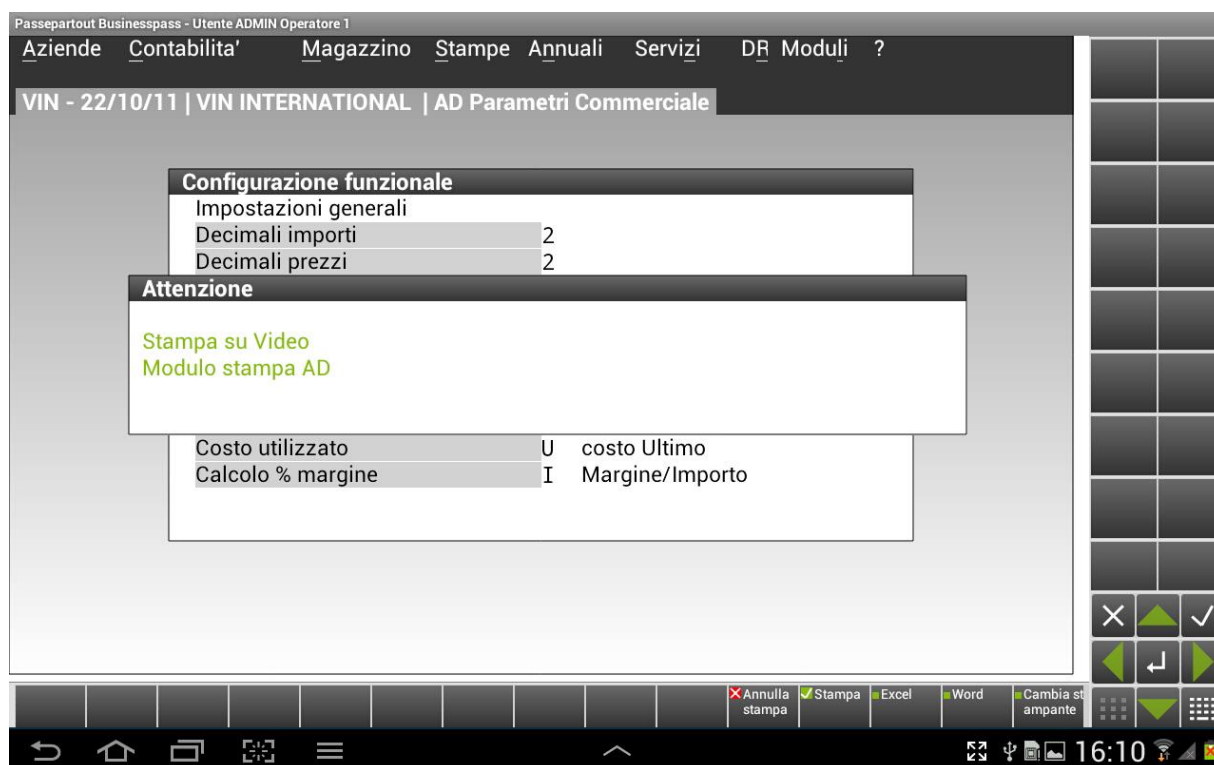 Passepartout Businesspass - Utente ADMIN Operatore 1
Aziende Contabilita' Magazzino Stampe Annuali Servizi DR Moduli ?
VIN - 22/10/11 | VIN INTERNATIONAL | AD Parametri Commerciale
Configurazione funzionale
Impostazioni generali
Decimali importi 2
Decimali prezzi 2
Attenzione
Stampa su Video
Modulo stampa AD
Costo utilizzato U costo Ultimo
Calcolo % margine I Margine/Importo
Annulla stampa
Stampa
Excel
Word
Cambia st
ampante
16:10